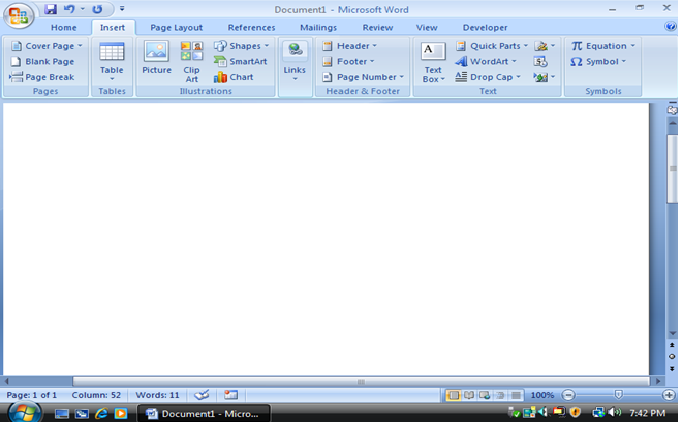 Document1 - Microsoft Word
Home Insert Page Layout References Mailings Review View Developer
Cover Page
Blank Page
Page Break
Pages
Table
Tables
Picture
Clip
Art
Shapes
SmartArt
Chart
Illustrations
Links
Header
Footer
Page Number
Header & Footer
A
Text
Box
Quick Parts
WordArt
Drop Cap
Text
π Equation
Ω Symbol
Symbols
Page: 1 of 1 Column: 52 Words: 11 100%
Document1 - Micro... 7:42 PM